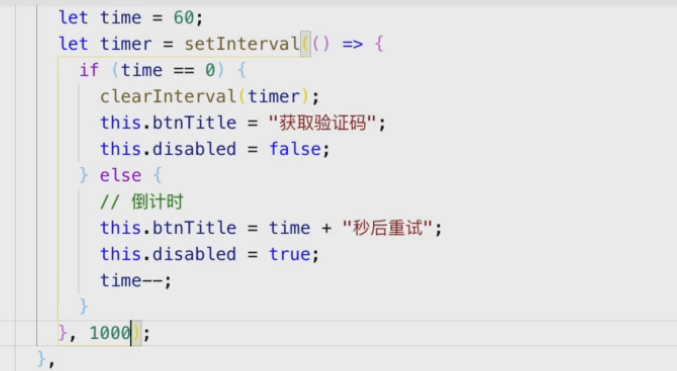 let time = 60;
let timer = setInterval(() => {
if (time == 0) {
clearInterval(timer);
this.btnTitle = "获取验证码";
this.disabled = false;
} else {
// 倒计时
this.btnTitle = time + "秒后重试";
this.disabled = true;
time--;
}
}, 1000);
},